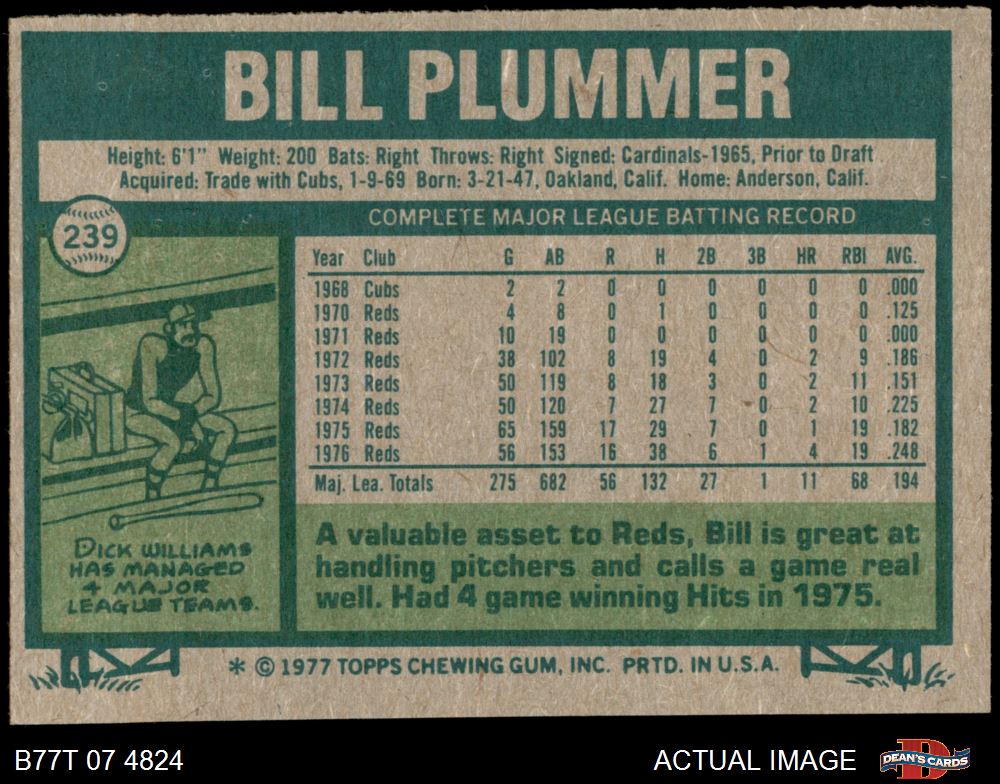 BILL PLUMMER
Height: 6'1" Weight: 200 Bats: Right Throws: Right Signed: Cardinals-1965, Prior to Draft
Acquired: Trade with Cubs, 1-9-69 Born: 3-21-47, Oakland, Calif. Home: Anderson, Calif.
239
COMPLETE MAJOR LEAGUE BATTING RECORD
Year Club G AB R H 2B 3B HR RBI AVG.
1968 Cubs 2 2 0 0 0 0 0 0 .000
1970 Reds 4 8 0 1 0 0 0 0 .125
1971 Reds 10 19 0 0 0 0 0 0 .000
1972 Reds 38 102 8 19 4 0 2 9 .186
1973 Reds 50 119 8 18 3 0 2 11 .151
1974 Reds 50 120 7 27 7 0 2 10 .225
1975 Reds 65 159 17 29 7 0 1 19 .182
1976 Reds 56 153 16 38 6 1 4 19 .248
Maj. Lea. Totals 275 682 56 132 27 1 11 68 194
DICK WILLIAMS
HAS MANAGED
4 MAJOR
LEAGUE TEAMS.
A valuable asset to Reds, Bill is great at
handling pitchers and calls a game real
well. Had 4 game winning Hits in 1975.
* © 1977 TOPPS CHEWING GUM, INC. PRTD. IN U.S.A.
B77T 07 4824
ACTUAL IMAGE
DEAN'S CARDS